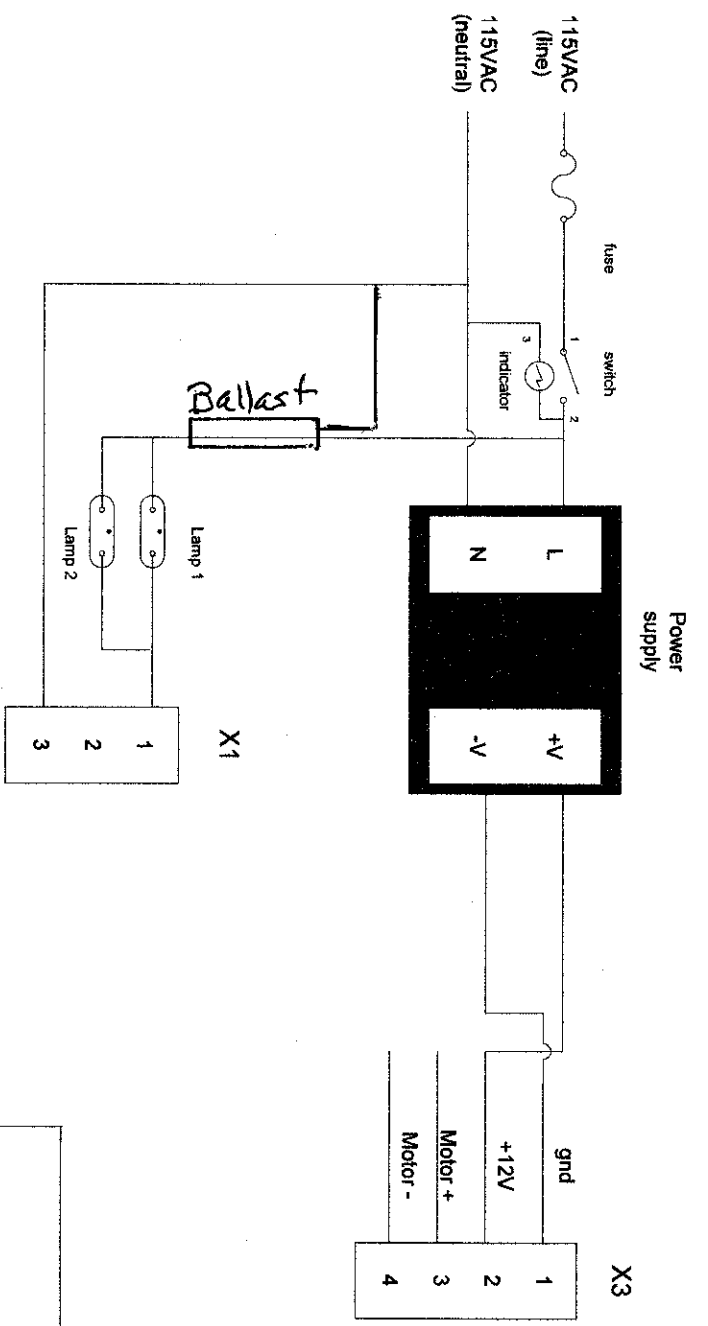 115VAC
(line)
115VAC
(neutral)
fuse
switch
1
2
3
indicator
Power
supply
L
N
+V
-V
Ballast
Lamp 1
Lamp 2
X1
1
2
3
gnd
+12V
Motor +
Motor -
X3
1
2
3
4